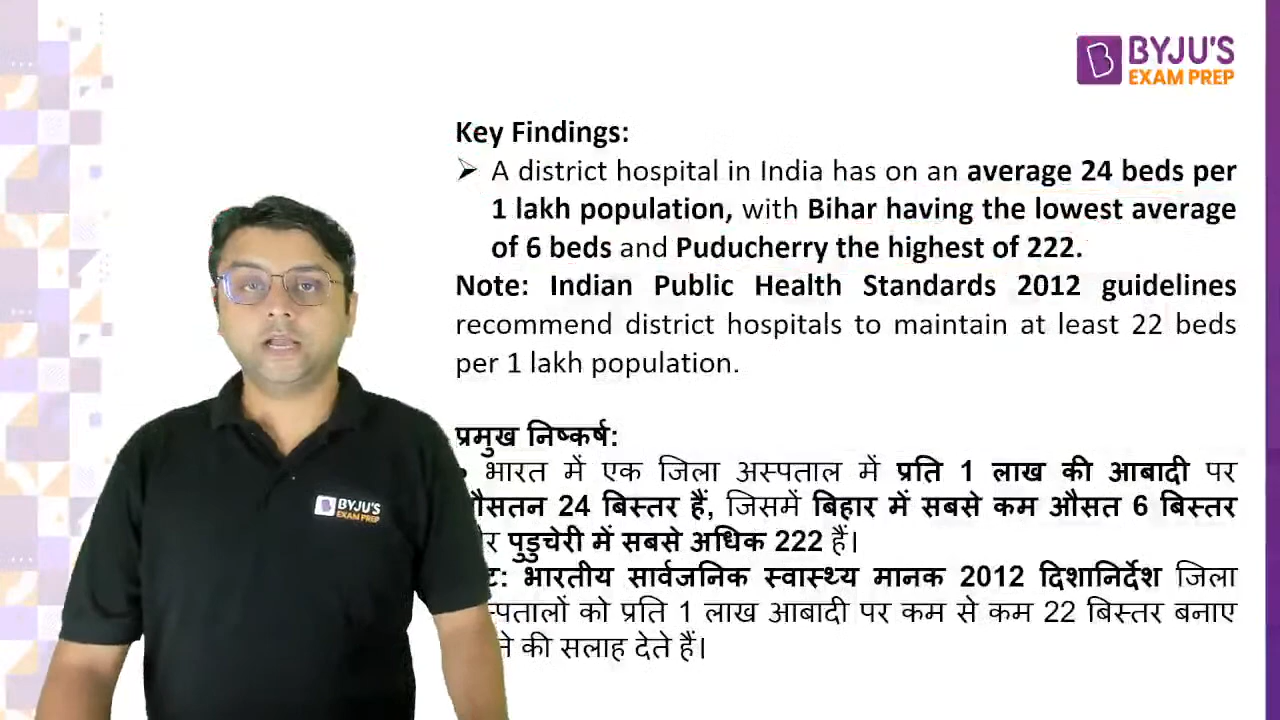 BYJU'S
EXAM PREP
Key Findings:
➢ A district hospital in India has on an average 24 beds per
1 lakh population, with Bihar having the lowest average
of 6 beds and Puducherry the highest of 222.
Note: Indian Public Health Standards 2012 guidelines
recommend district hospitals to maintain at least 22 beds
per 1 lakh population.
प्रमुख निष्कर्ष:
भारत में एक जिला अस्पताल में प्रति 1 लाख की आबादी पर
24 बिस्तर हैं, जिसमें बिहार में सबसे कम औसत 6 बिस्तर
पुडुचेरी में सबसे अधिक 222 हैं।
भारतीय सार्वजनिक स्वास्थ्य मानक 2012 दिशानिर्देश जिला
को प्रति 1 लाख आबादी पर कम से कम 22 बिस्तर बनाए
की सलाह देते हैं।
BYJU'S
EXAM PREP